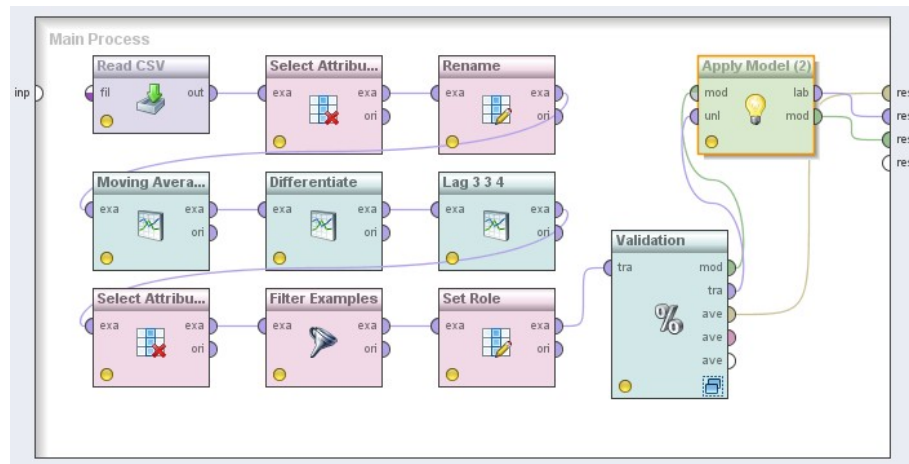 Main Process
Read CSV
Select Attribu...
Rename
Apply Model (2)
inp
fil
out
exa
exa
ori
exa
exa
ori
mod
unl
lab
mod
res
res
res
res
Moving Avera...
Differentiate
Lag 3 3 4
exa
exa
ori
exa
exa
ori
exa
exa
ori
Validation
tra
mod
tra
ave
ave
ave
%
Select Attribu...
Filter Examples
Set Role
exa
exa
ori
exa
exa
ori
exa
exa
ori